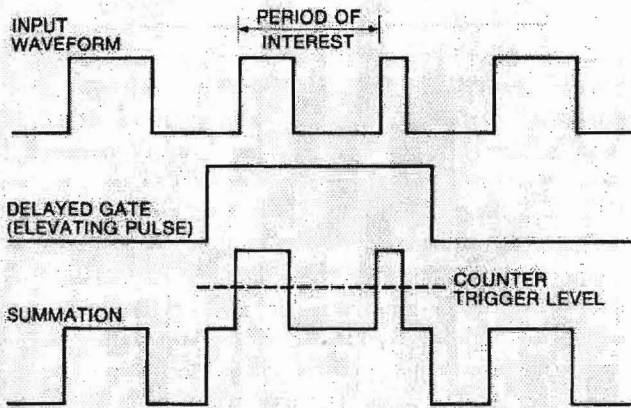 INPUT
WAVEFORM
PERIOD OF
INTEREST
DELAYED GATE
(ELEVATING PULSE)
COUNTER
TRIGGER LEVEL
SUMMATION